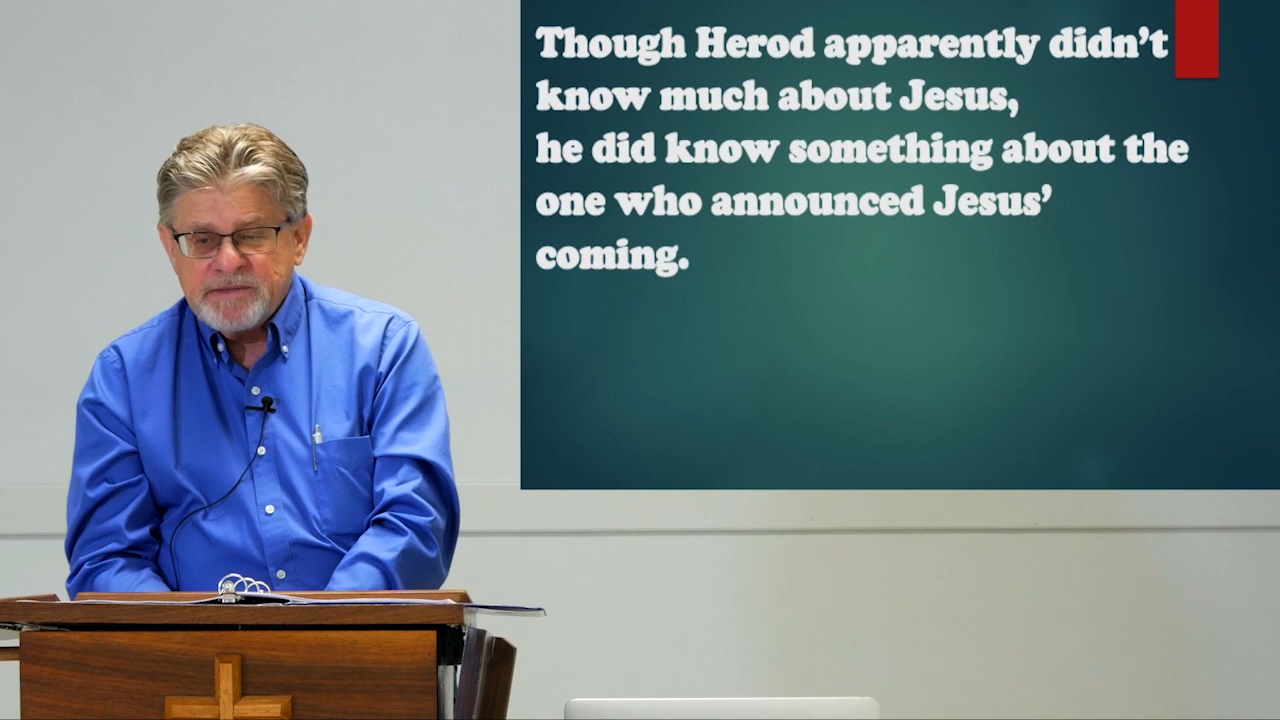 Though Herod apparently didn't
know much about Jesus,
he did know something about the
one who announced Jesus'
coming.